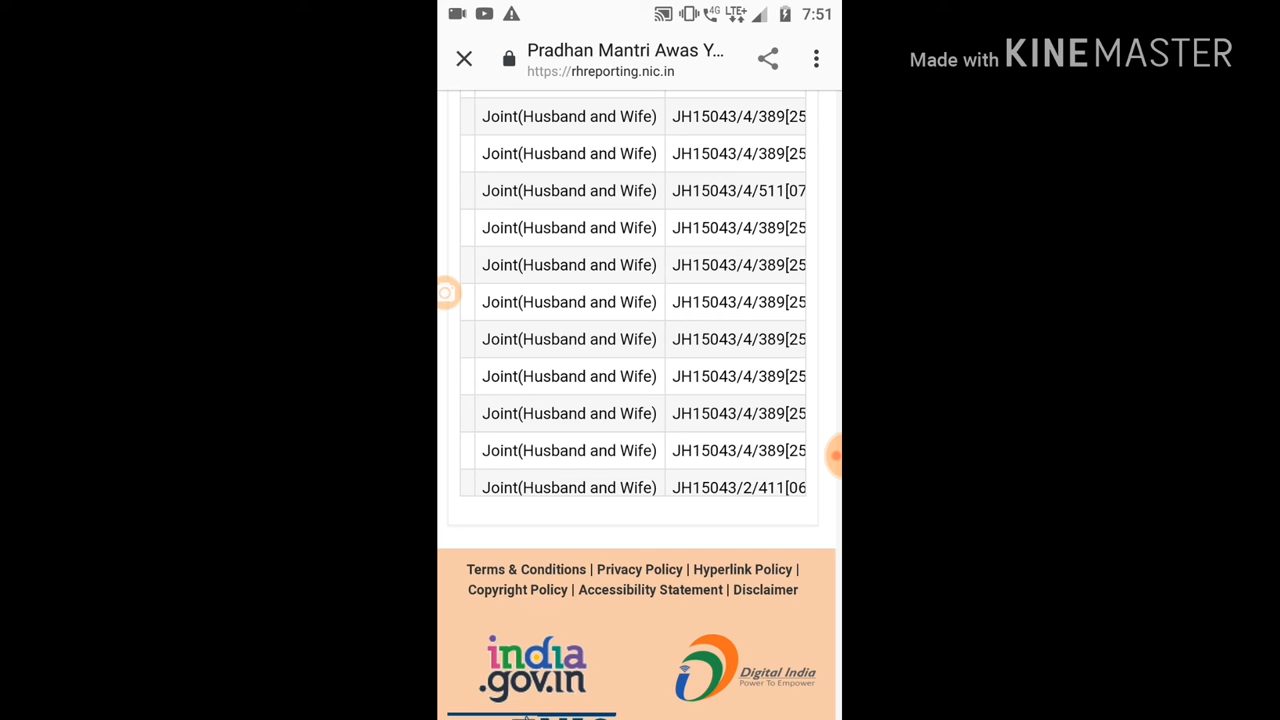 4G LTE+ 7:51
Made with KINEMASTER
Pradhan Mantri Awas Y...
https://rhreporting.nic.in
Joint(Husband and Wife) JH15043/4/389[25
Joint(Husband and Wife) JH15043/4/389[25
Joint(Husband and Wife) JH15043/4/511[07
Joint(Husband and Wife) JH15043/4/389[25
Joint(Husband and Wife) JH15043/4/389[25
Joint(Husband and Wife) JH15043/4/389[25
Joint(Husband and Wife) JH15043/4/389[25
Joint(Husband and Wife) JH15043/4/389[25
Joint(Husband and Wife) JH15043/4/389[25
Joint(Husband and Wife) JH15043/4/389[25
Joint(Husband and Wife) JH15043/2/411[06
Terms & Conditions | Privacy Policy | Hyperlink Policy |
Copyright Policy | Accessibility Statement | Disclaimer
india
.gov.in
Digital India
Power To Empower